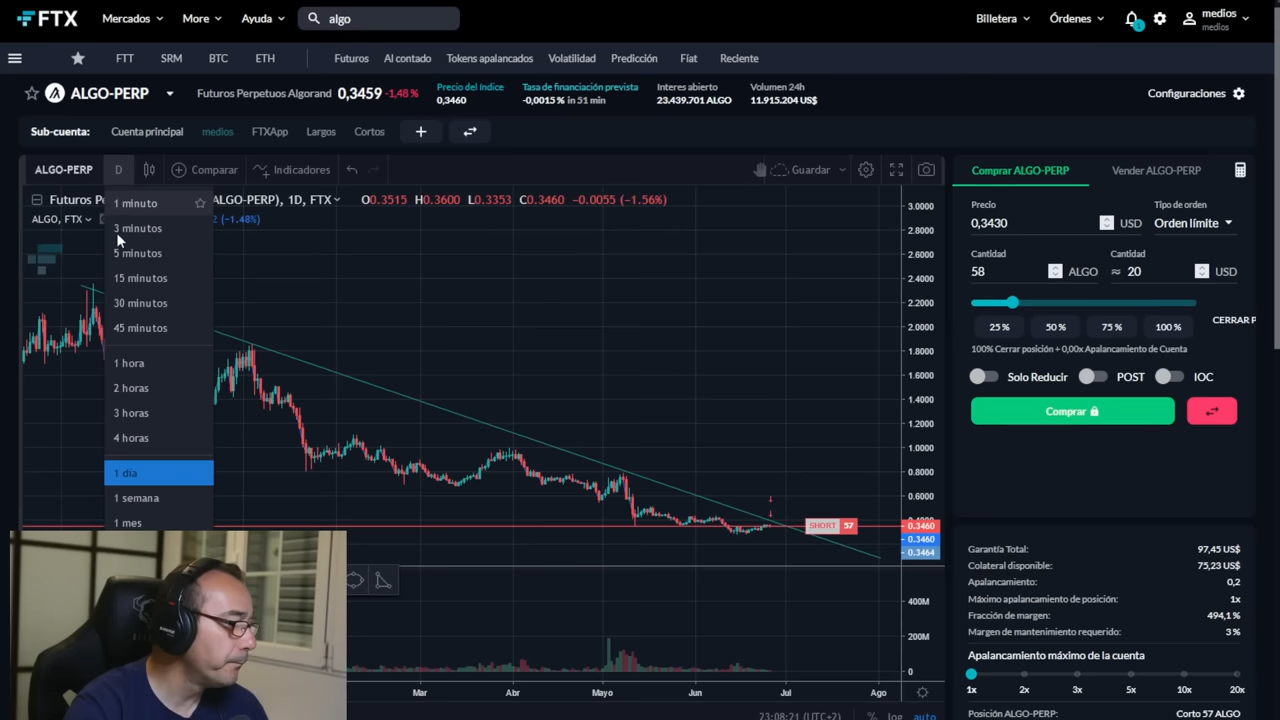 FTX
Mercados
More
Ayuda
algo
Billetera
Órdenes
1
medios
medios
FTT
SRM
BTC
ETH
Futuros
Al contado
Tokens apalancados
Volatilidad
Predicción
Fíat
Reciente
ALGO-PERP
Futuros Perpetuos Algorand
0,3459
-1,48 %
Precio del Índice
0,3460
Tasa de financiación prevista
-0,0015 % in 51 min
Interes abierto
23.439.701 ALGO
Volumen 24h
11.915.204 US$
Configuraciones
Sub-cuenta:
Cuenta principal
medios
FTXApp
Largos
Cortos
ALGO-PERP
D
Comparar
Indicadores
Guardar
Futuros Pe
ALGO-PERP), 1D, FTX
O0.3515 H0.3600 L0.3353 C0.3460 -0.0055 (-1.56%)
ALGO, FTX
2 (-1.48%)
1 minuto
3 minutos
5 minutos
15 minutos
30 minutos
45 minutos
1 hora
2 horas
3 horas
4 horas
1 día
1 semana
1 mes
3.0000
2.8000
2.6000
2.4000
2.2000
2.0000
1.8000
1.6000
1.4000
1.2000
1.0000
0.8000
0.6000
SHORT 57
0.3460
0.3460
0.3464
400M
200M
0
Mar
Abr
Mayo
Jun
Jul
Ago
23:08:21 (UTC+2)
%
log
auto
Comprar ALGO-PERP
Vender ALGO-PERP
Precio
Tipo de orden
0,3430
USD
Orden límite
Cantidad
Cantidad
58
ALGO
≈ 20
USD
25 %
50 %
75 %
100 %
CERRAR P
100% Cerrar posición + 0,00x Apalancamiento de Cuenta
Solo Reducir
POST
IOC
Comprar
Garantía Total:
97,45 US$
Colateral disponible:
75,23 US$
Apalancamiento:
0,2
Máximo apalancamiento de posición:
1x
Fracción de margen:
494,1 %
Margen de mantenimiento requerido:
3 %
Apalancamiento máximo de la cuenta
1x
2x
3x
5x
10x
20x
Posición ALGO-PERP:
Corto 57 ALGO